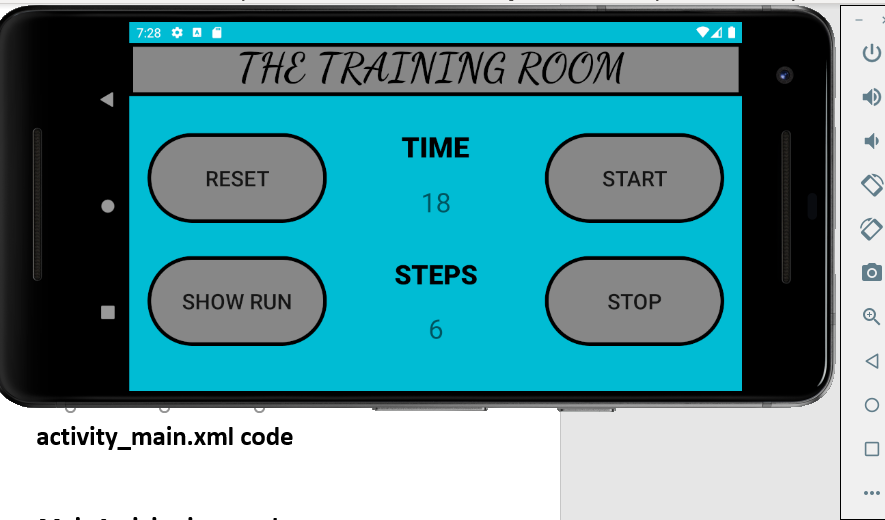 7:28
THE TRAINING ROOM
RESET
TIME
START
18
SHOW RUN
STEPS
STOP
6
activity_main.xml code